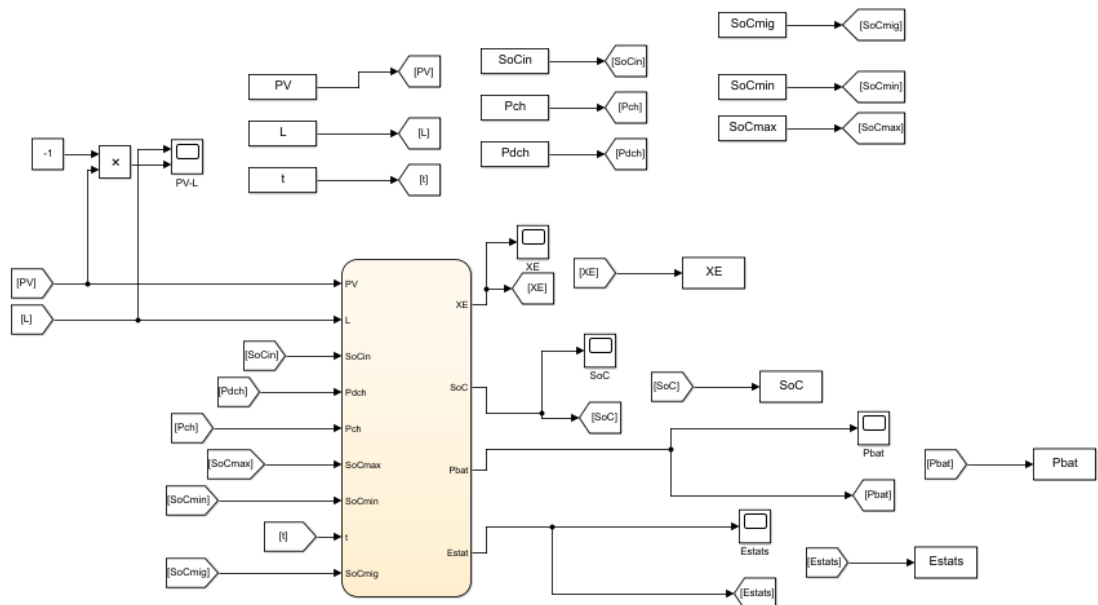 SoCmig
[SoCmig]
PV
[PV]
SoCin
[SoCin]
SoCmin
[SoCmin]
L
[L]
Pch
[Pch]
SoCmax
[SoCmax]
-1
×
PV-L
t
[t]
Pdch
[Pdch]
[PV]
PV
XE
XE
[XE]
[XE]
XE
[L]
L
[SoCin]
SoCin
SoC
[Pdch]
Pdch
SoC
[SoC]
[SoC]
SoC
[Pch]
Pch
[SoCmax]
SoCmax
Pbat
Pbat
[Pbat]
[Pbat]
Pbat
[SoCmin]
SoCmin
[t]
t
Estat
Estats
[Estats]
[Estats]
Estats
[SoCmig]
SoCmig